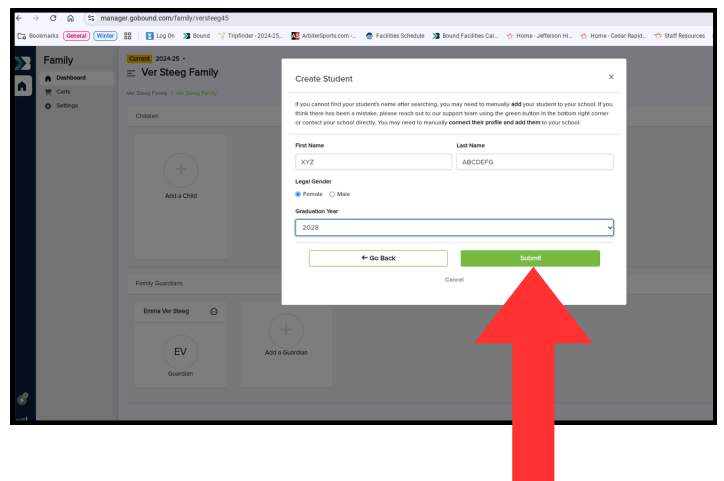 manager.gobound.com/family/versteeg45
Bookmarks General Winter Log On Bound Tripfinder - 2024-25... ArbiterSports.com -... Facilities Schedule Bound Facilities Cal... Home - Jefferson Hi... Home - Cedar Rapid... Staff Resources
Family
Dashboard
Carts
Settings
Current 2024-25
Ver Steeg Family
Ver Steeg Family > Ver Steeg Family
Children
Add a Child
Create Student
×
If you cannot find your student's name after searching, you may need to manually add your student to your school. If you
think there has been a mistake, please reach out to our support team using the green button in the bottom right corner
or contact your school directly. You may need to manually connect their profile and add them to your school.
First Name Last Name
XYZ ABCDEFG
Legal Gender
Female Male
Graduation Year
2028
← Go Back Submit
Cancel
Family Guardians
Emma Ver Steeg
EV
Guardian
Add a Guardian